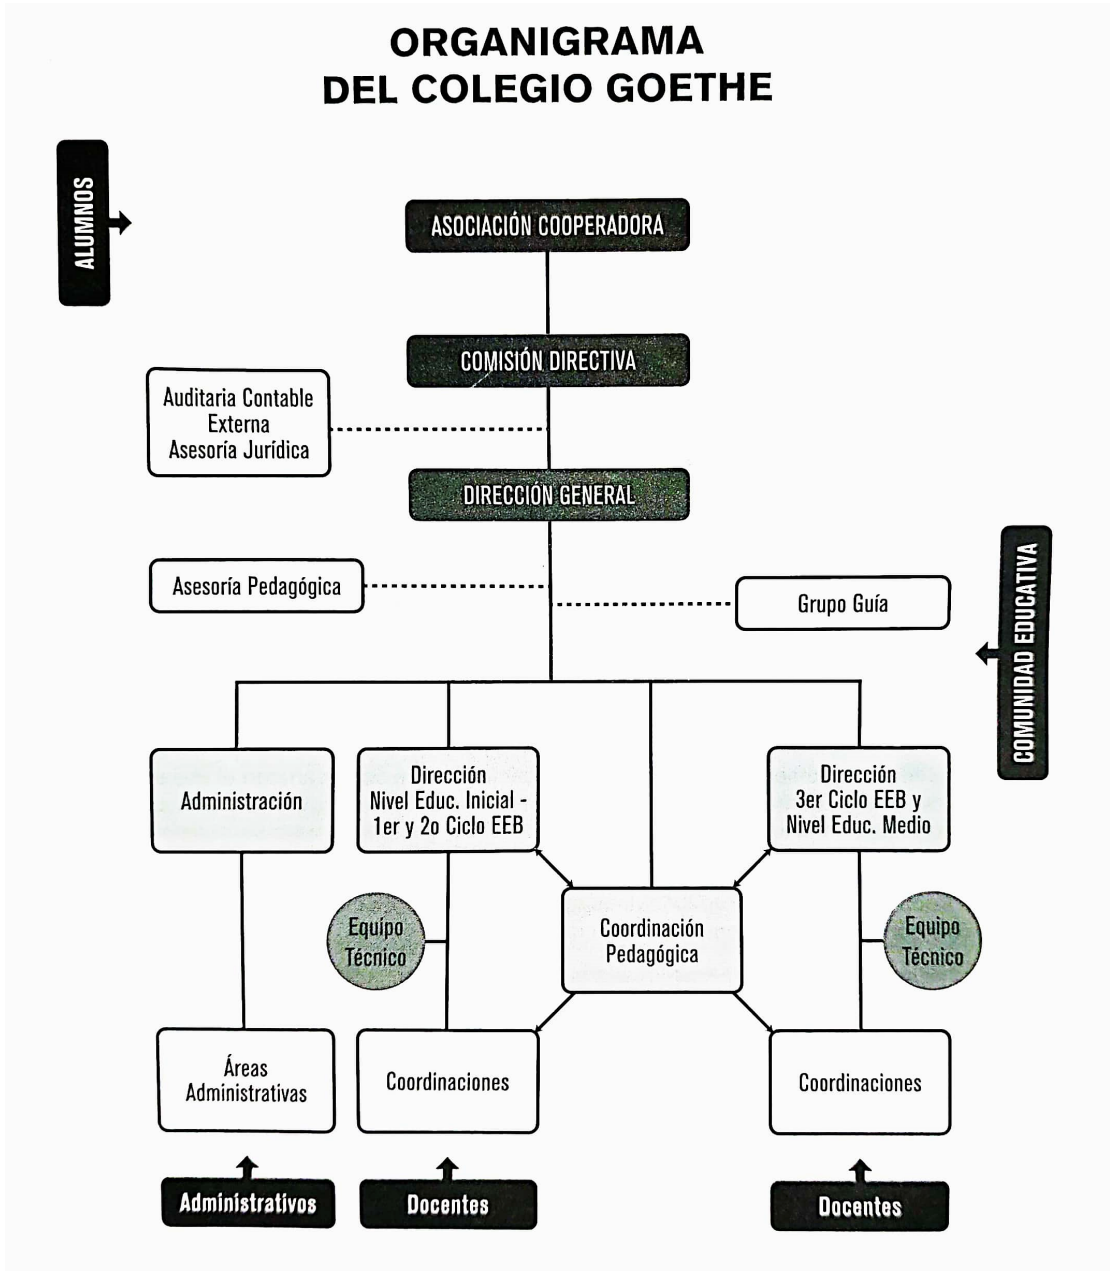 ORGANIGRAMA
DEL COLEGIO GOETHE
ALUMNOS
ASOCIACIÓN COOPERADORA
COMISIÓN DIRECTIVA
Auditaria Contable
Externa
Asesoría Jurídica
DIRECCIÓN GENERAL
Asesoría Pedagógica
Grupo Guía
COMUNIDAD EDUCATIVA
Administración
Dirección
Nivel Educ. Inicial -
1er y 2o Ciclo EEB
Dirección
3er Ciclo EEB y
Nivel Educ. Medio
Equipo
Técnico
Coordinación
Pedagógica
Equipo
Técnico
Áreas
Administrativas
Coordinaciones
Coordinaciones
Administrativos
Docentes
Docentes